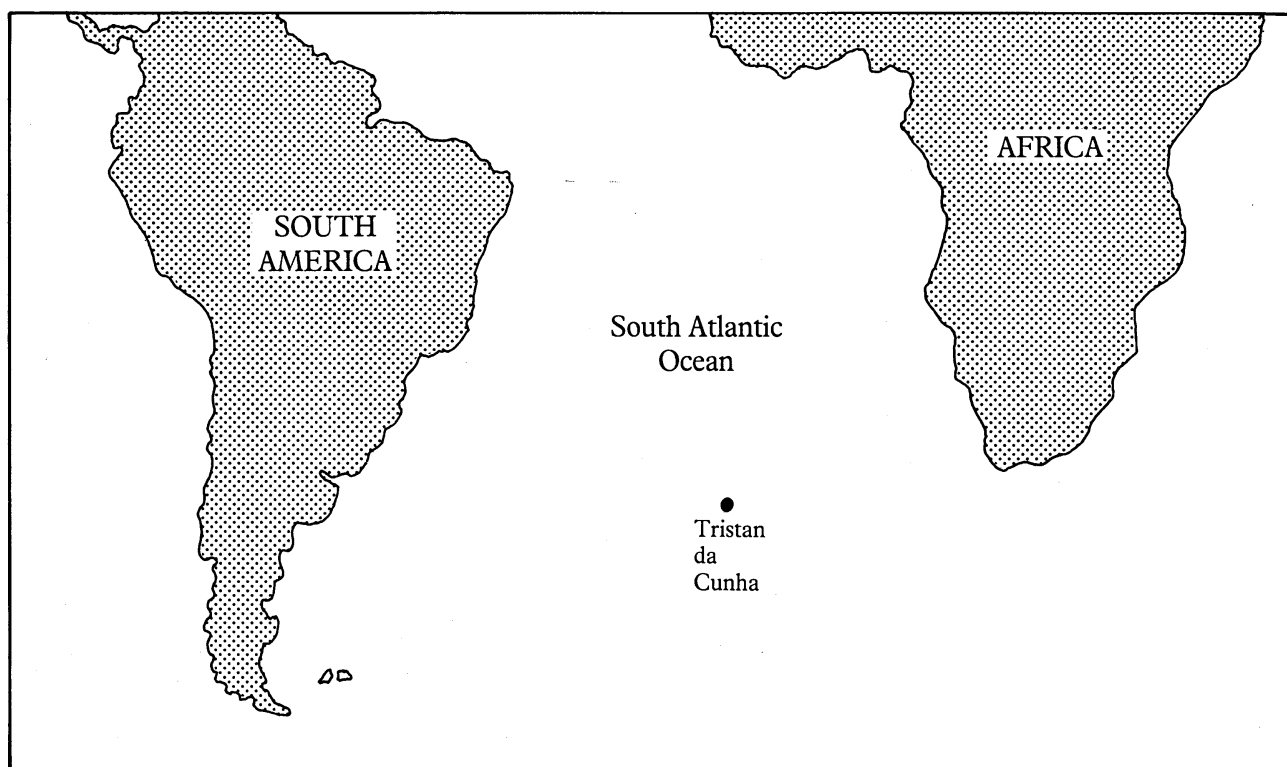 AFRICA
SOUTH
AMERICA
South Atlantic
Ocean
Tristan
da
Cunha